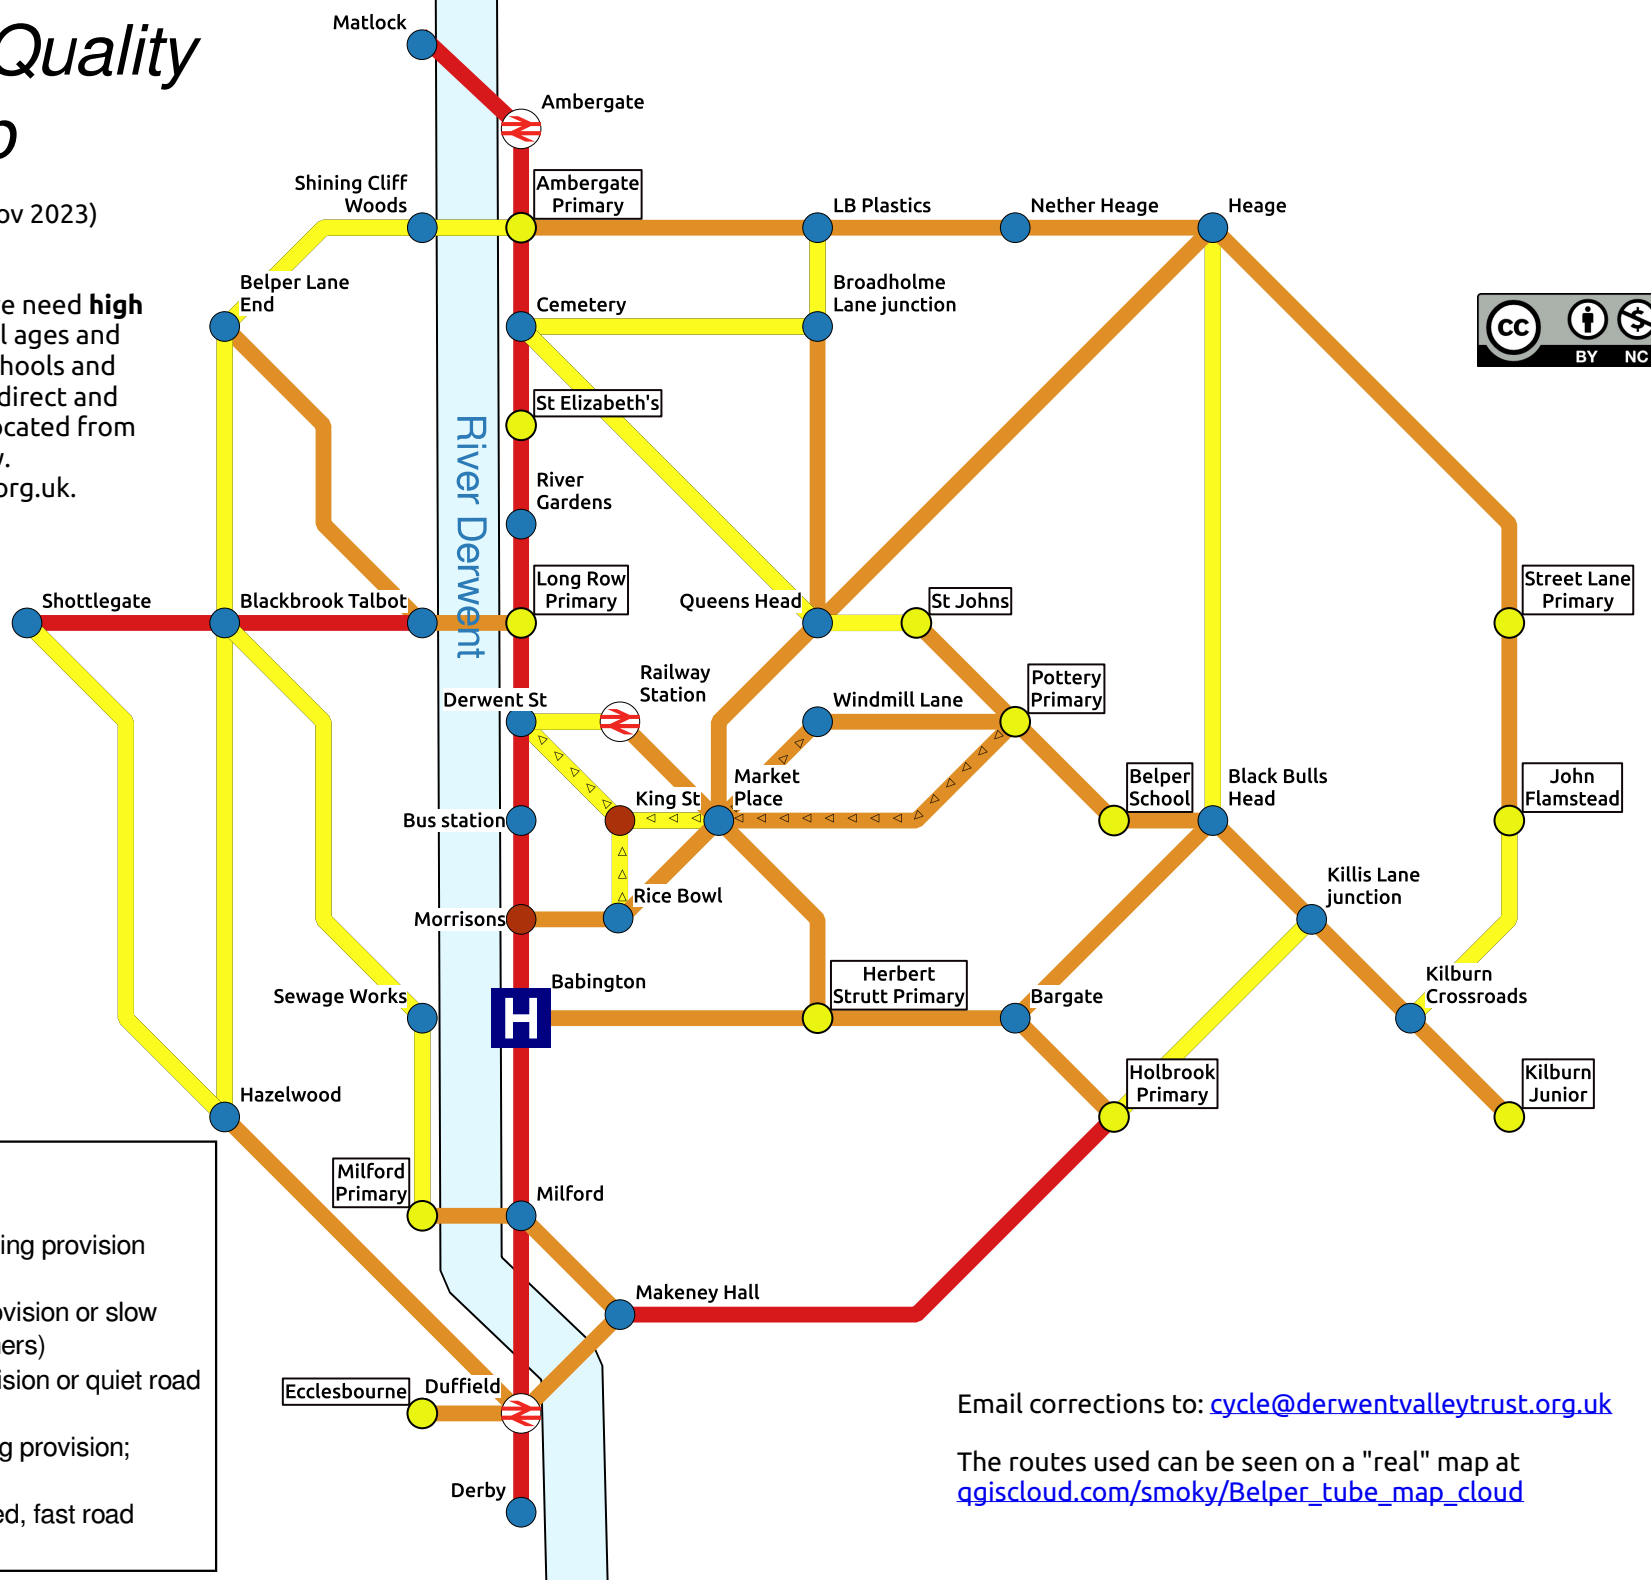 Quality
p
ov 2023)
e need high
l ages and
hools and
direct and
ocated from
y.
org.uk.
Matlock
Ambergate
Shining Cliff
Woods
Ambergate
Primary
LB Plastics
Nether Heage
Heage
Belper Lane
End
Cemetery
Broadholme
Lane junction
cc
BY NC
St Elizabeth's
River Derwent
River
Gardens
Shottlegate
Blackbrook Talbot
Long Row
Primary
Queens Head
St Johns
Street Lane
Primary
Derwent St
Railway
Station
Windmill Lane
Pottery
Primary
Bus station
King St
Market
Place
Belper
School
Black Bulls
Head
John
Flamstead
Morrisons
Rice Bowl
Killis Lane
junction
Sewage Works
H
Babington
Herbert
Strutt Primary
Bargate
Kilburn
Crossroads
Hazelwood
Holbrook
Primary
Kilburn
Junior
Milford
Primary
Milford
Makeney Hall
Ecclesbourne
Duffield
Derby
ing provision
ovision or slow
ners)
ision or quiet road
g provision;
ed, fast road
Email corrections to: cycle@derwentvalleytrust.org.uk
The routes used can be seen on a "real" map at
qgiscloud.com/smoky/Belper_tube_map_cloud